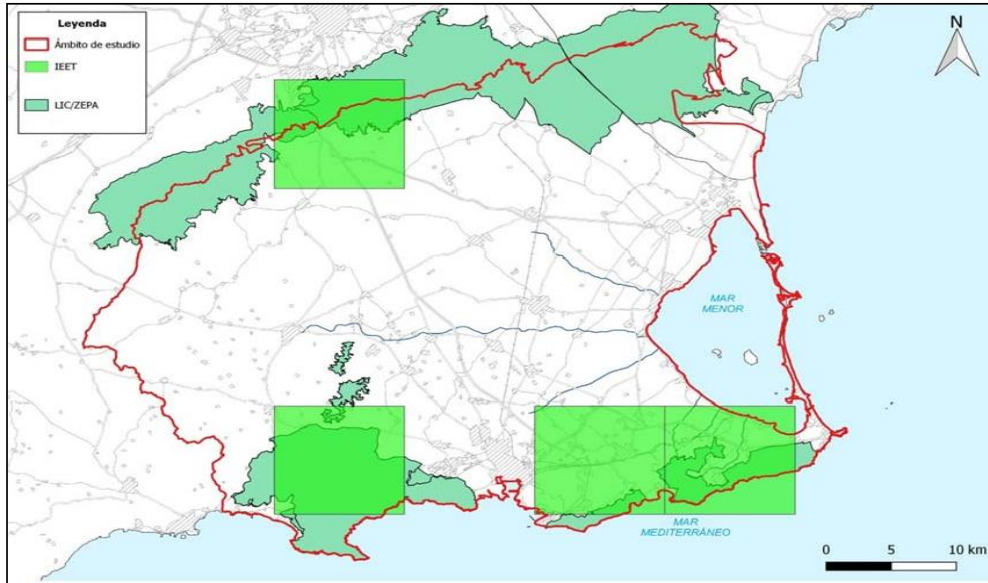 Leyenda
Ámbito de estudio
IEET
LIC/ZEPA
N
MAR
MENOR
MAR
MEDITERRÁNEO
0 5 10 km